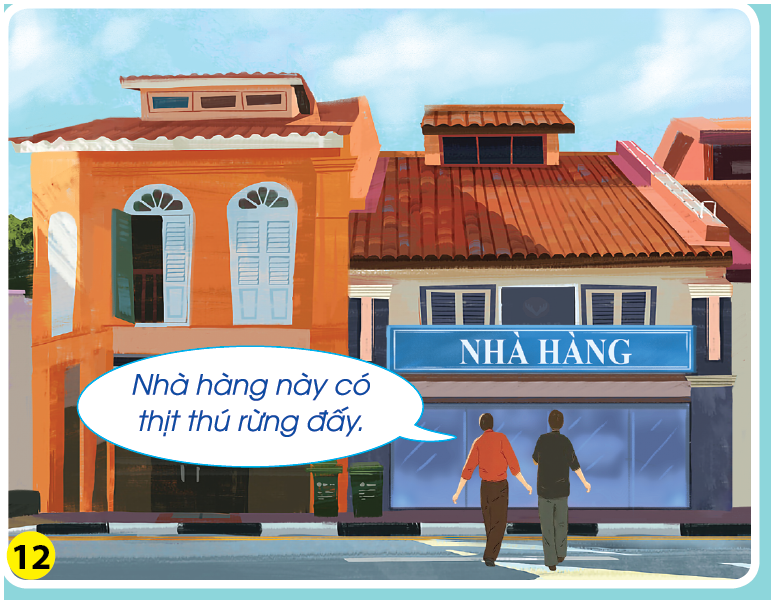 NHÀ HÀNG
Nhà hàng này có
thịt thú rừng đấy.
12